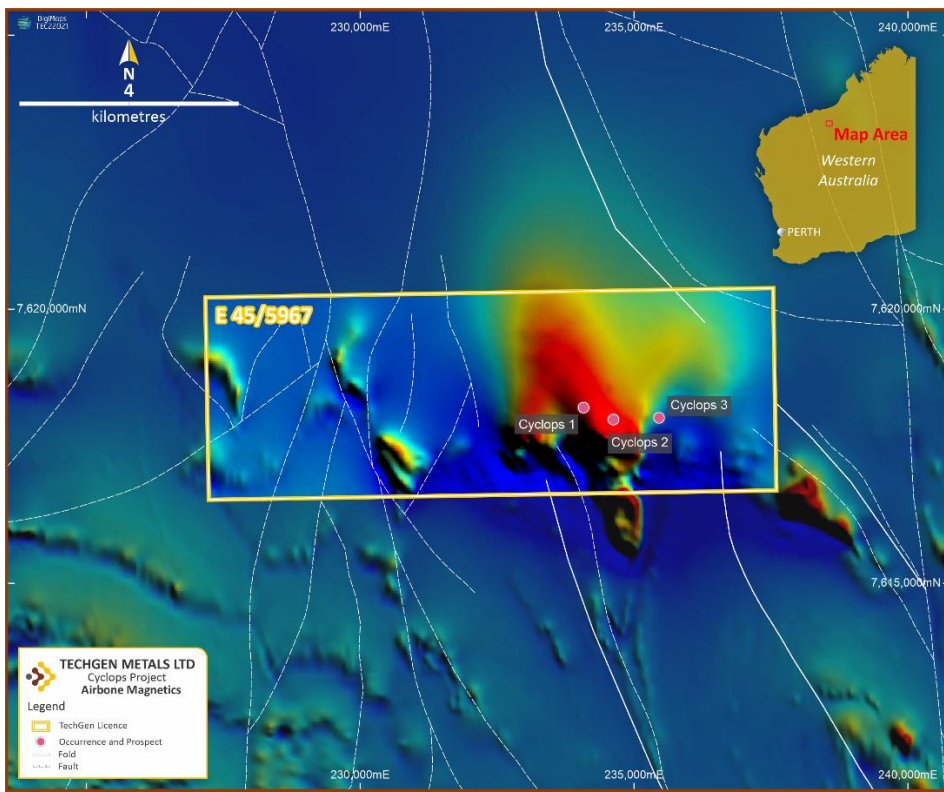 DigiMaps
TEC22021
230,000mE
235,000mE
240,000mE
N
4
kilometres
Map Area
Western
Australia
PERTH
7,620,000mN
7,620,000mN
E 45/5967
Cyclops 1
Cyclops 2
Cyclops 3
7,615,000mN
TECHGEN METALS LTD
Cyclops Project
Airbone Magnetics
Legend
TechGen Licence
Occurrence and Prospect
Fold
Fault
230,000mE
235,000mE
240,000mE